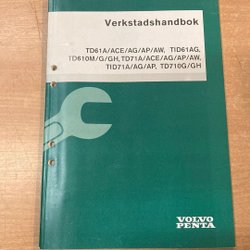 Verkstadshandbok
TD61A/ACE/AG/AP/AW, TID61AG,
TD610M/G/GH, TD71A/ACE/AG/AP/AW,
TID71A/AG/AP, TD710G/GH
VOLVO
PENTA